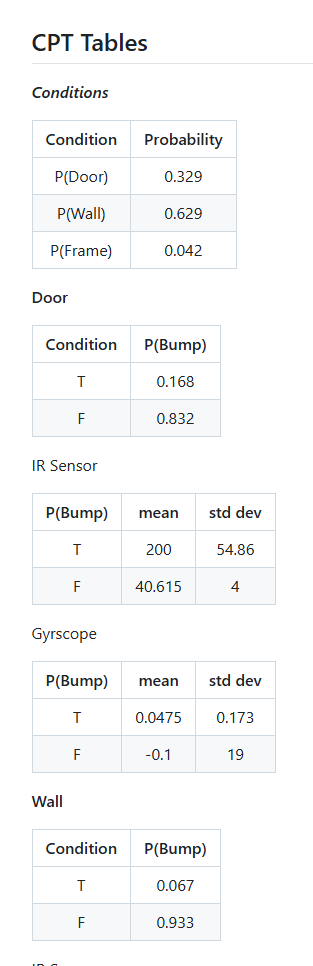 CPT Tables
Conditions
Condition Probability
P(Door) 0.329
P(Wall) 0.629
P(Frame) 0.042
Door
Condition P(Bump)
T 0.168
F 0.832
IR Sensor
P(Bump) mean std dev
T 200 54.86
F 40.615 4
Gyrscope
P(Bump) mean std dev
T 0.0475 0.173
F -0.1 19
Wall
Condition P(Bump)
T 0.067
F 0.933